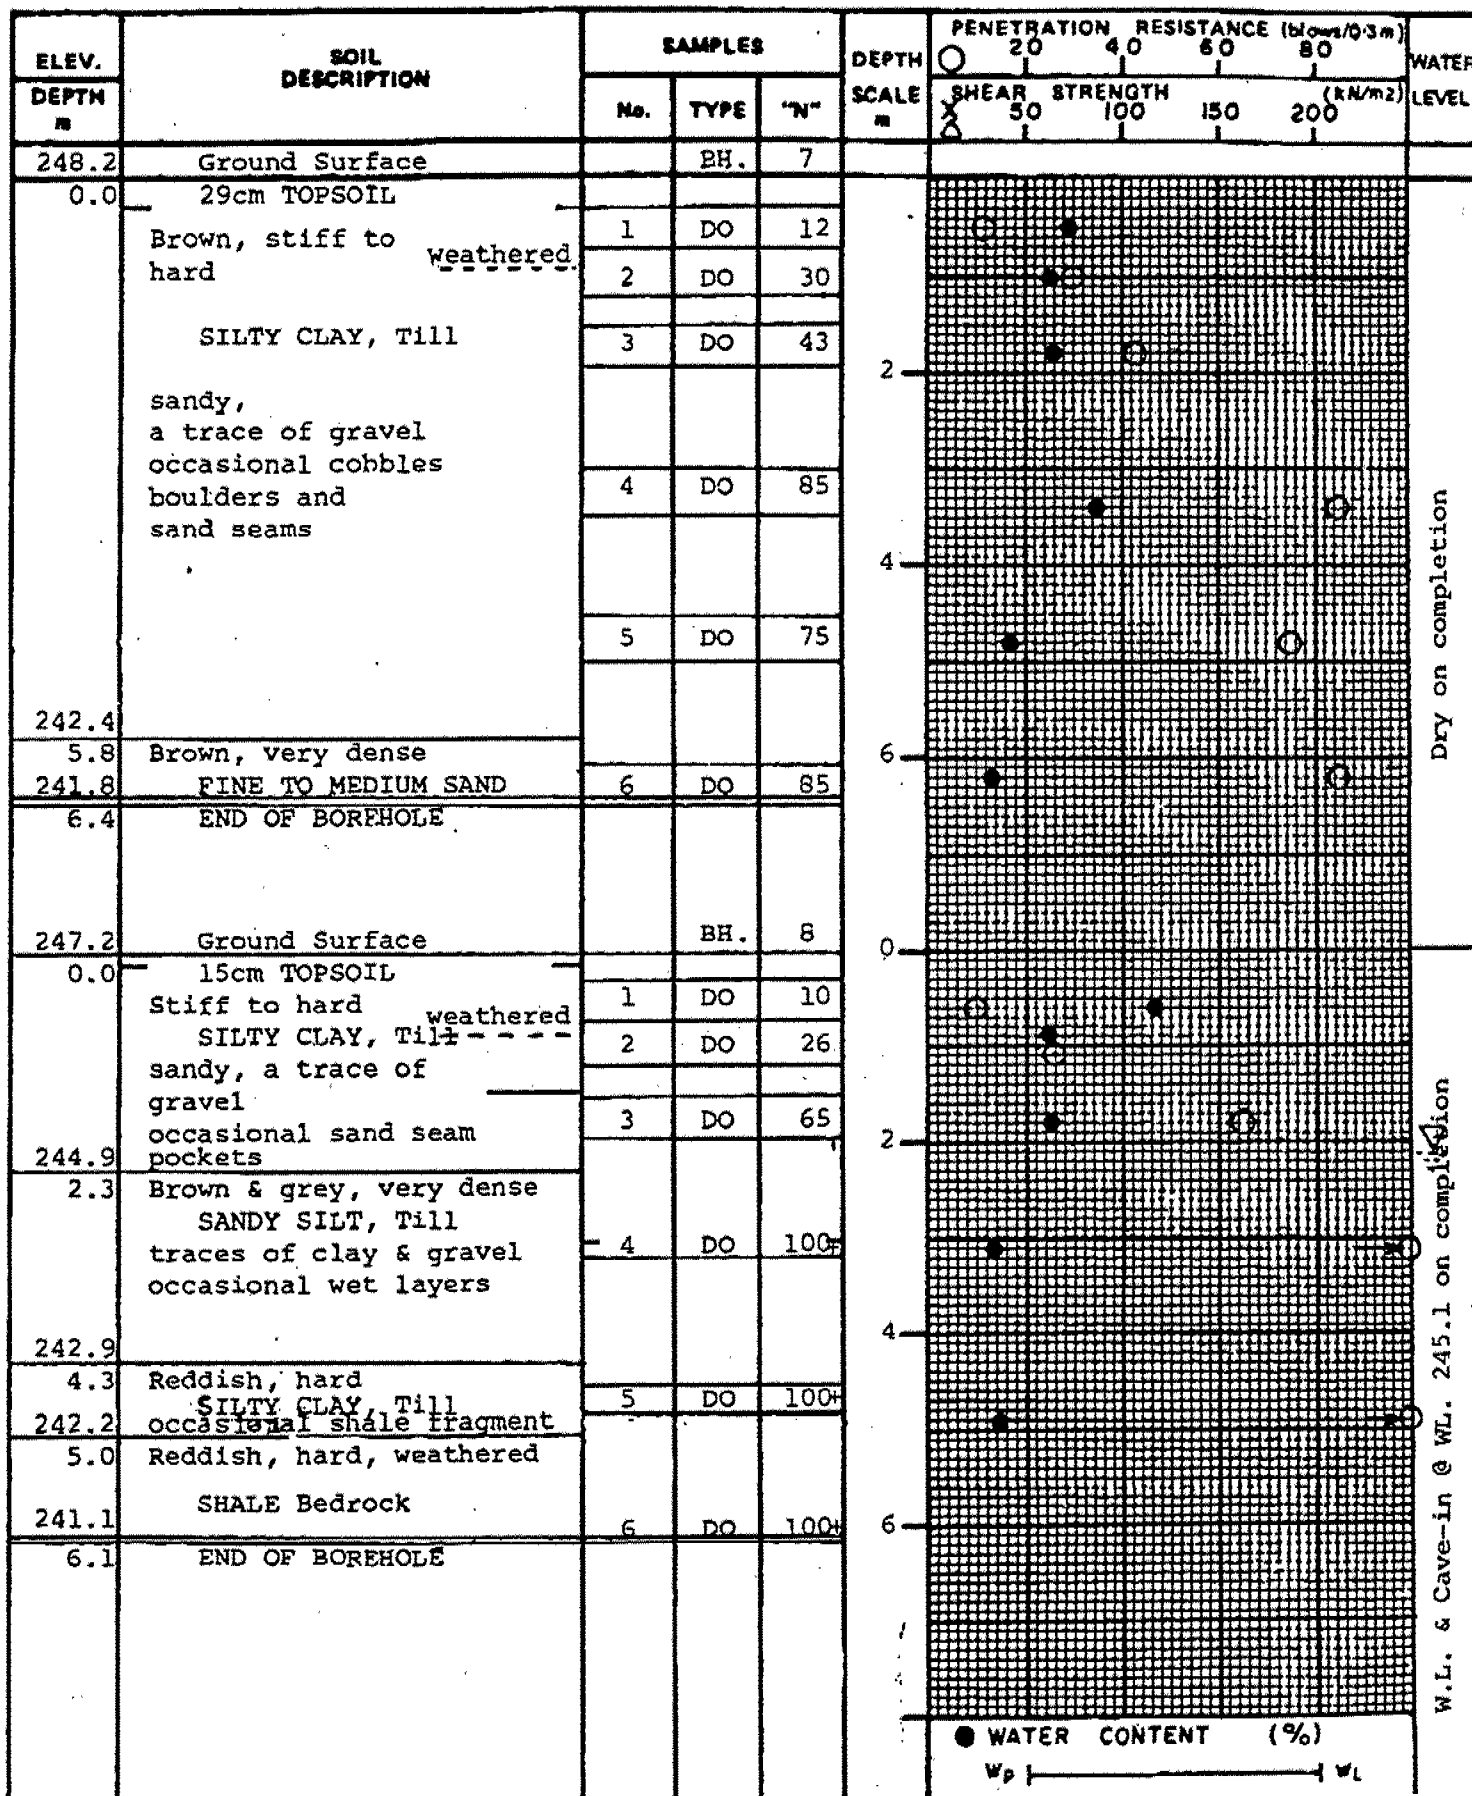 ELEV.
DEPTH
m
SOIL
DESCRIPTION
SAMPLES
No. TYPE "N"
DEPTH
SCALE
m
PENETRATION RESISTANCE (blows/0·3m)
20 40 60 80
SHEAR STRENGTH (kN/m2)
X 50 100 150 200
WATER
LEVEL
248.2 Ground Surface BH. 7
0.0 29cm TOPSOIL
1 DO 12
Brown, stiff to
weathered
hard
2 DO 30
SILTY CLAY, Till
3 DO 43
2
sandy,
a trace of gravel
occasional cobbles
boulders and
4 DO 85
sand seams
4
5 DO 75
242.4
5.8 Brown, very dense
6
241.8 FINE TO MEDIUM SAND 6 DO 85
6.4 END OF BOREHOLE
Dry on completion
247.2 Ground Surface BH. 8
0
0.0 15cm TOPSOIL
Stiff to hard 1 DO 10
weathered
SILTY CLAY, Till
2 DO 26
sandy, a trace of
gravel
3 DO 65
occasional sand seam
2
244.9 pockets
2.3 Brown & grey, very dense
SANDY SILT, Till
4 DO 100+
traces of clay & gravel
occasional wet layers
4
242.9
4.3 Reddish, hard
SILTY CLAY, Till 5 DO 100+
242.2 occasional shale fragment
5.0 Reddish, hard, weathered
SHALE Bedrock
241.1 6 DO 100+
6
6.1 END OF BOREHOLE
W.L. & Cave-in @ WL. 245.1 on completion
WATER CONTENT (%)
Wp WL